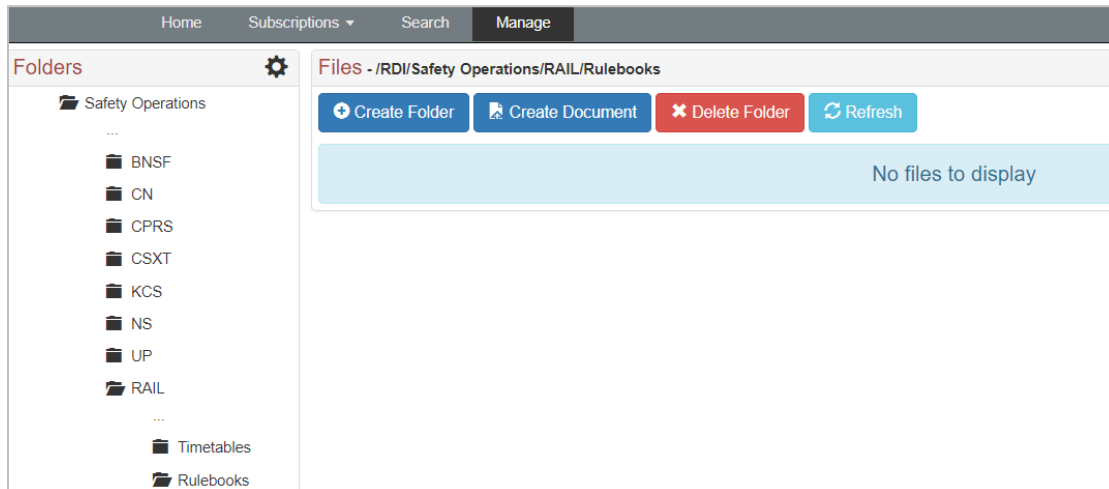 Home Subscriptions Search Manage
Folders
Safety Operations
...
BNSF
CN
CPRS
CSXT
KCS
NS
UP
RAIL
...
Timetables
Rulebooks
Files - /RDI/Safety Operations/RAIL/Rulebooks
Create Folder Create Document Delete Folder Refresh
No files to display